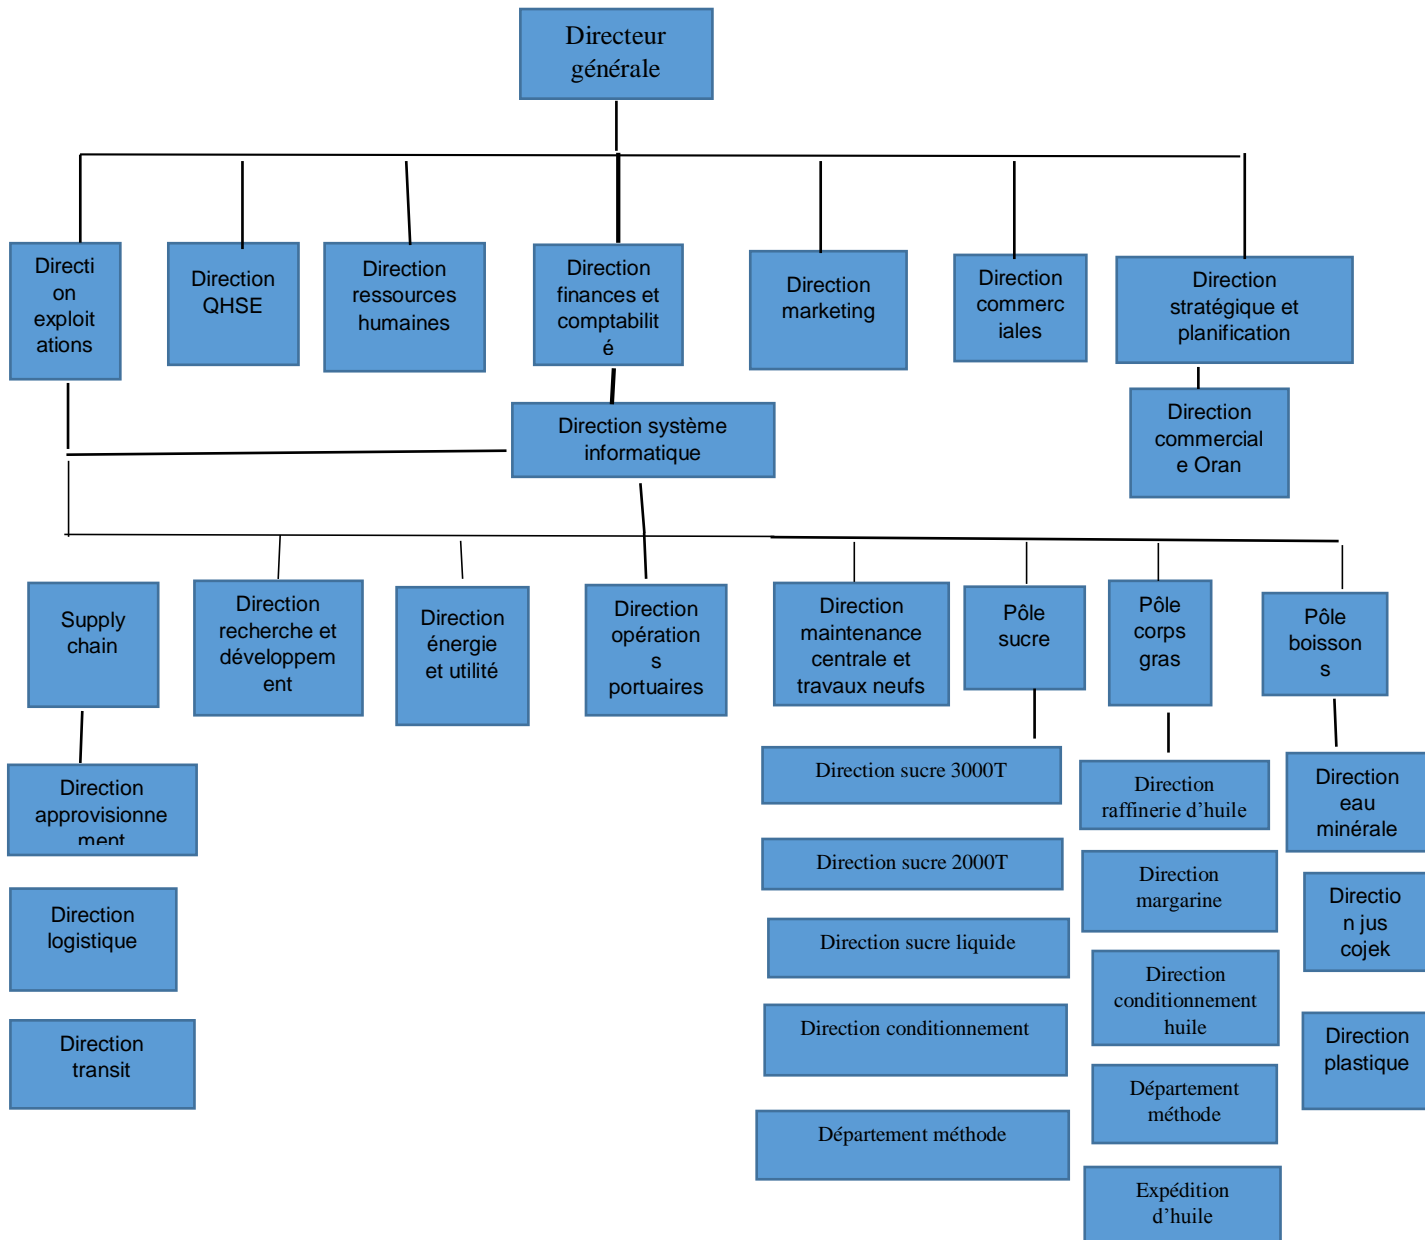 Directeur
générale
Directi
on
exploit
ations
Direction
QHSE
Direction
ressources
humaines
Direction
finances et
comptabilit
é
Direction
marketing
Direction
commerc
iales
Direction
stratégique et
planification
Direction système
informatique
Direction
commercial
e Oran
Supply
chain
Direction
recherche et
développem
ent
Direction
énergie
et utilité
Direction
opération
s
portuaires
Direction
maintenance
centrale et
travaux neufs
Pôle
sucre
Pôle
corps
gras
Pôle
boisson
s
Direction
approvisionne
ment
Direction
logistique
Direction
transit
Direction sucre 3000T
Direction sucre 2000T
Direction sucre liquide
Direction conditionnement
Département méthode
Direction
raffinerie d’huile
Direction
margarine
Direction
conditionnement
huile
Département
méthode
Expédition
d’huile
Direction
eau
minérale
Directio
n jus
cojek
Direction
plastique